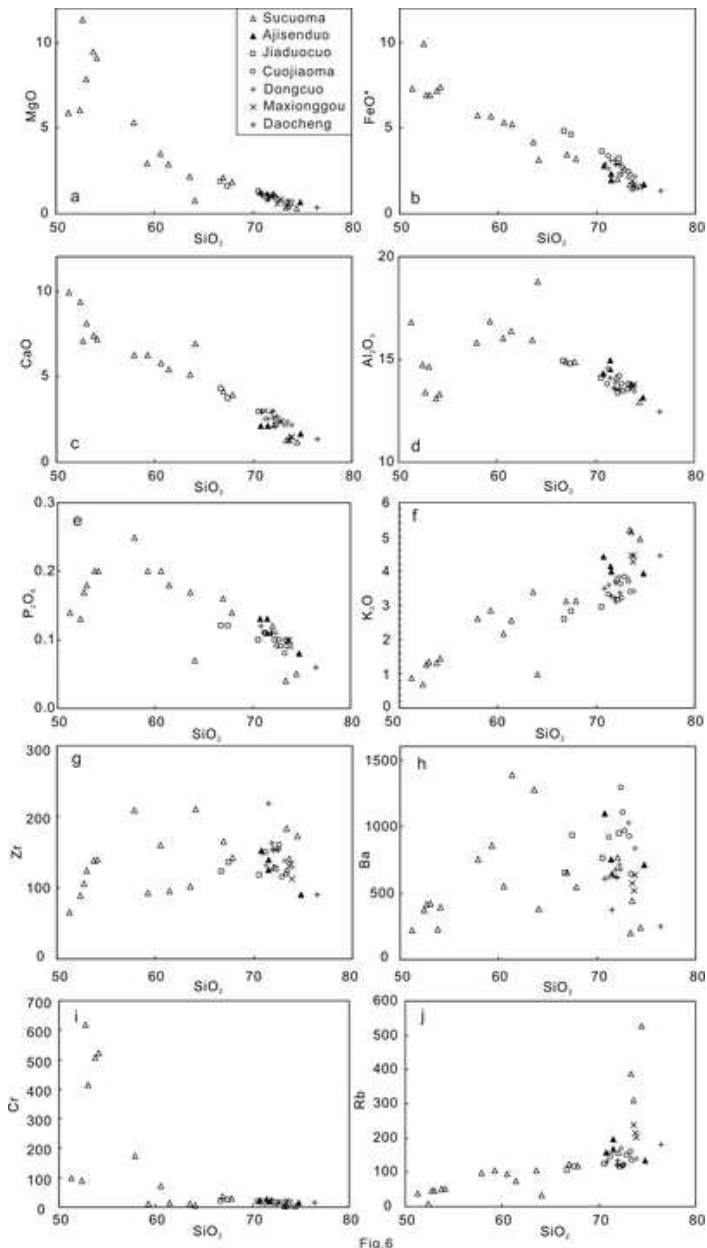 Sucuoma
Ajisenduo
Jiaduocuo
Cuojiaoma
Dongcuo
Maxionggou
Daocheng
10
5
0
MgO
a
50 60 70 80
SiO₂
10
5
0
FeO*
b
50 60 70 80
SiO₂
15
10
5
0
CaO
c
50 60 70 80
SiO₂
20
15
10
Al₂O₃
d
50 60 70 80
SiO₂
0.3
0.2
0.1
0.0
P₂O₅
e
50 60 70 80
SiO₂
6
5
4
3
2
1
0
K₂O
f
50 60 70 80
SiO₂
300
200
100
0
Zr
g
50 60 70 80
SiO₂
1500
1000
500
0
Ba
h
50 60 70 80
SiO₂
700
600
500
400
300
200
100
0
Cr
i
50 60 70 80
SiO₂
600
500
400
300
200
100
0
Rb
j
50 60 70 80
SiO₂
Fig.6